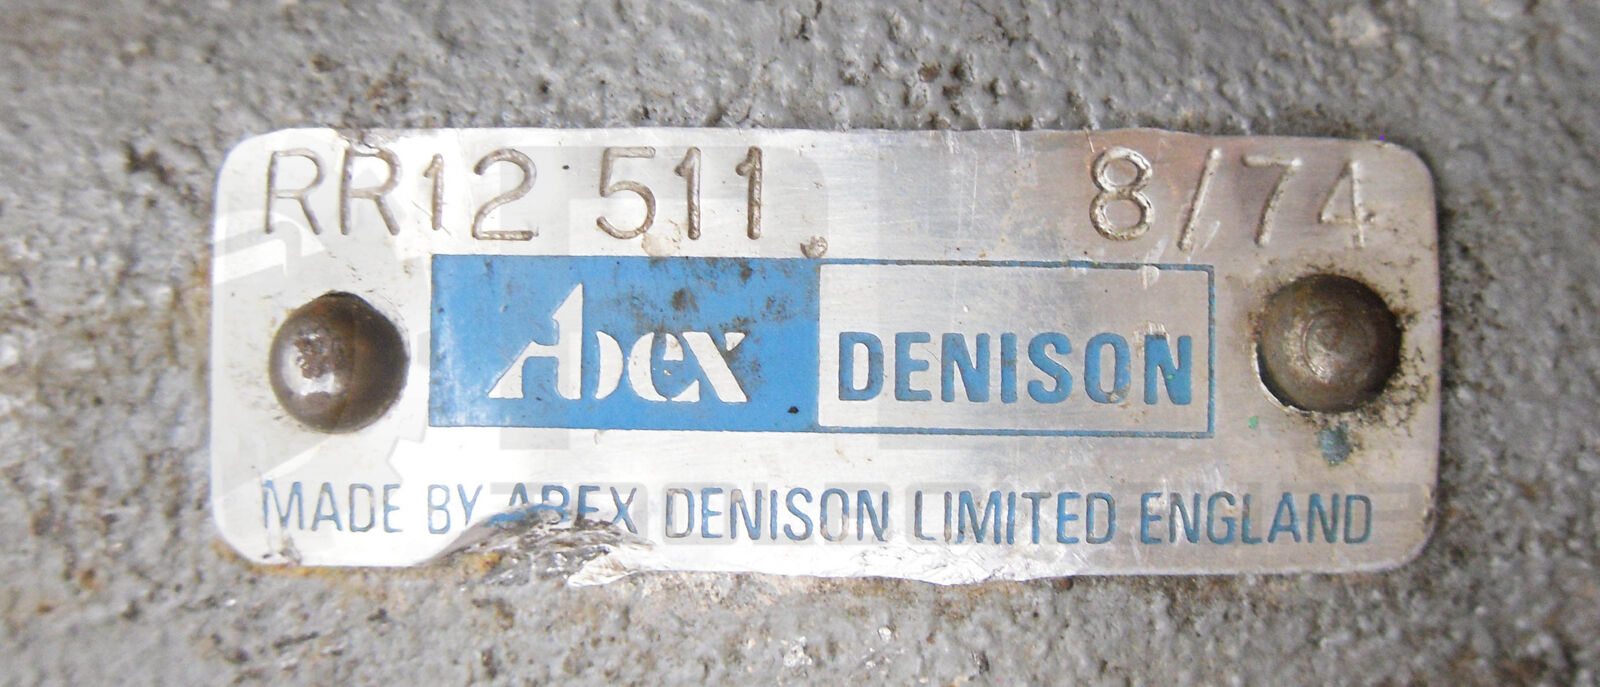 RR12 511 8/74
Abex DENISON
MADE BY ABEX DENISON LIMITED ENGLAND